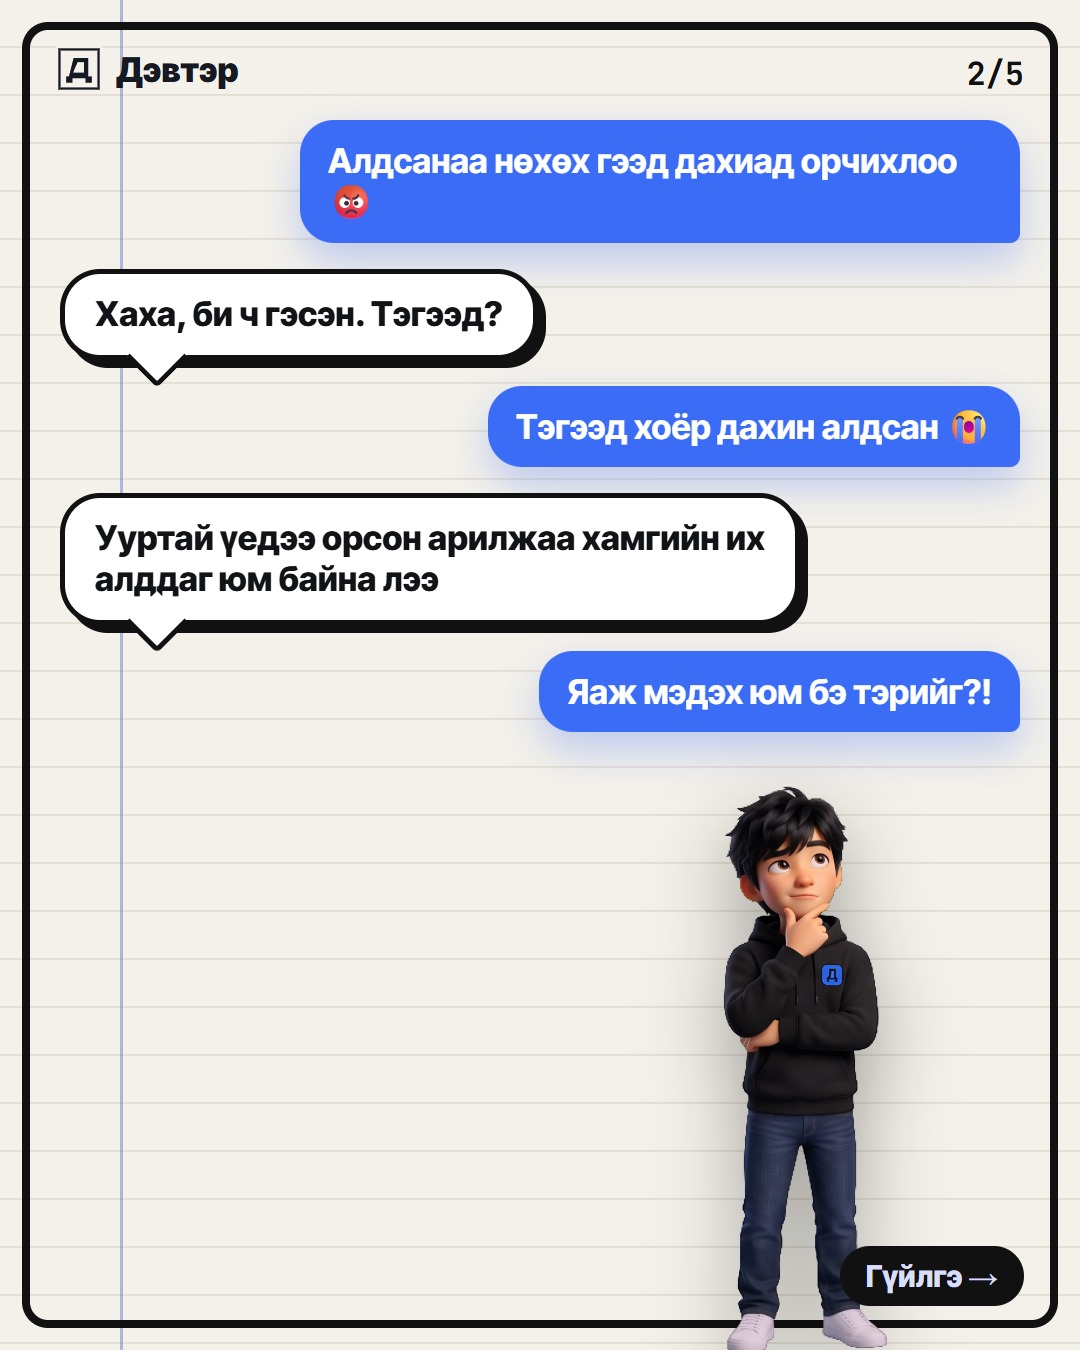 Д Дэвтэр
2/5
Алдсанаа нөхөх гээд дахиад орчихлоо
😡
Хаха, би ч гэсэн. Тэгээд?
Тэгээд хоёр дахин алдсан 😭
Ууртай үедээ орсон арилжаа хамгийн их
алддаг юм байна лээ
Яаж мэдэх юм бэ тэрийг?!
Д
Гүйлгэ →